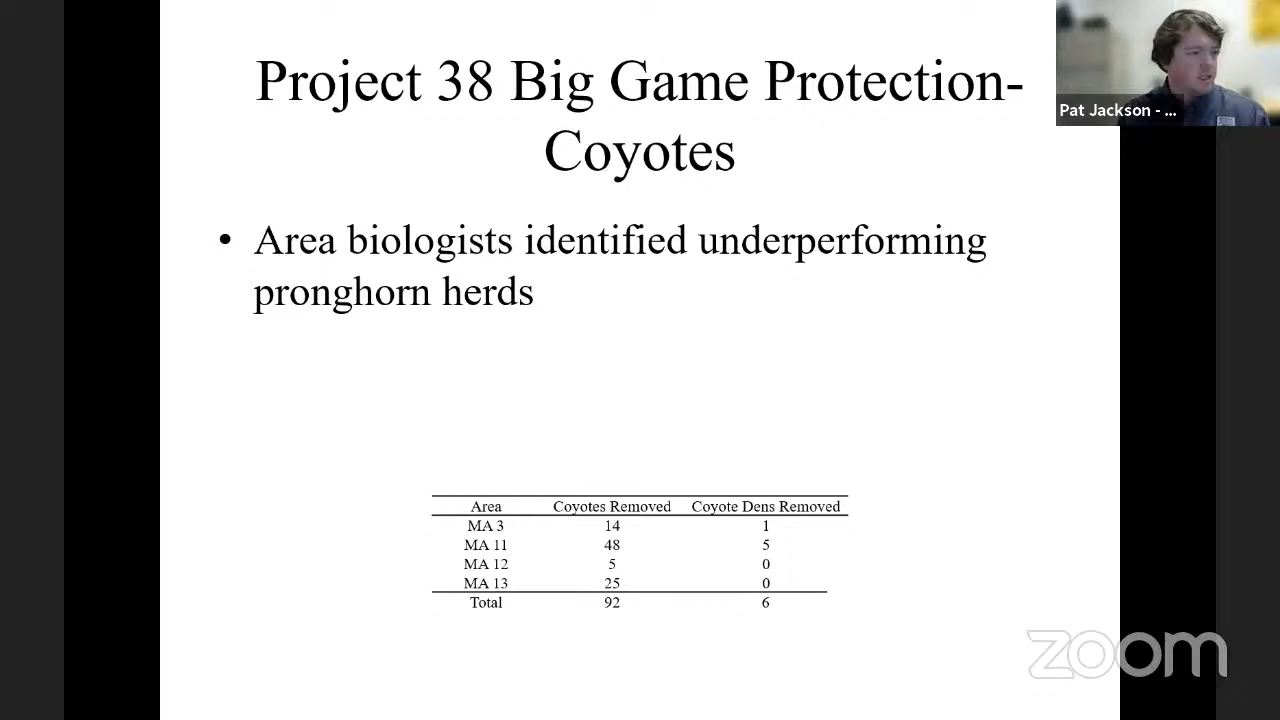 Project 38 Big Game Protection-
Coyotes
Pat Jackson - ...
• Area biologists identified underperforming
pronghorn herds
Area Coyotes Removed Coyote Dens Removed
MA 3 14 1
MA 11 48 5
MA 12 5 0
MA 13 25 0
Total 92 6
zoom